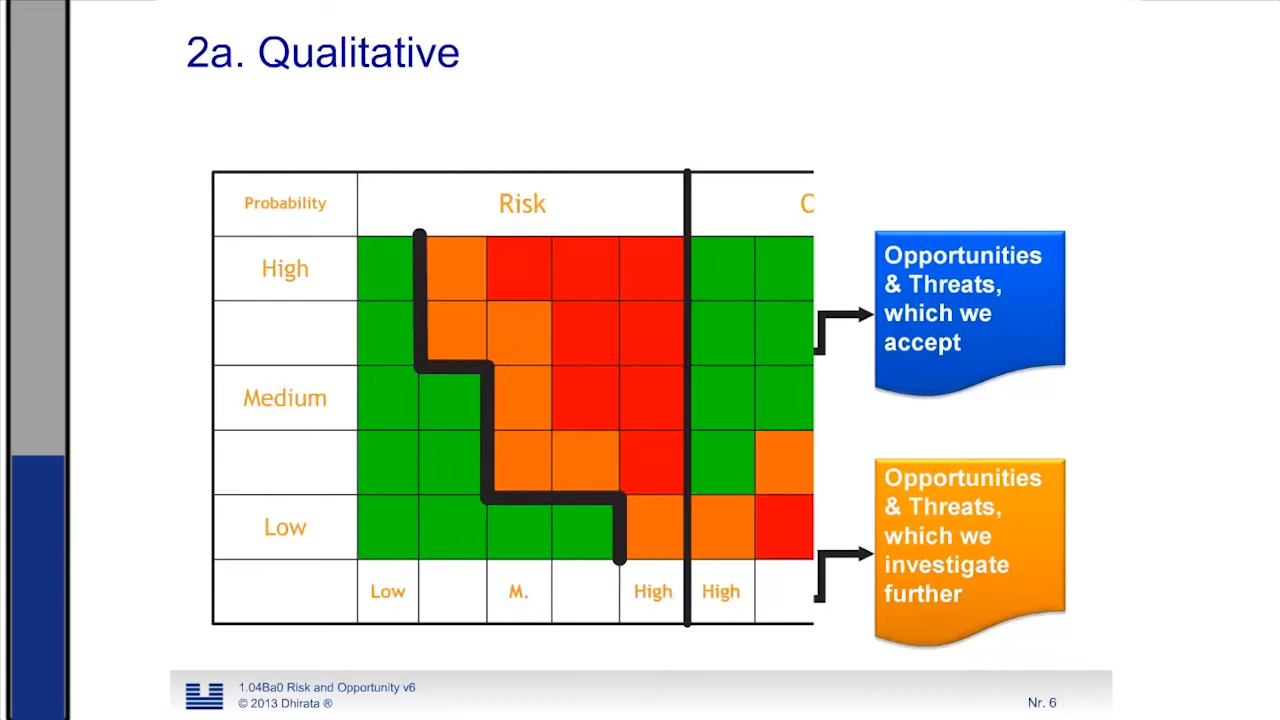 2a. Qualitative
Probability
Risk
High
Medium
Low
Low
M.
High
High
Opportunities
& Threats,
which we
accept
Opportunities
& Threats,
which we
investigate
further
1.04Ba0 Risk and Opportunity v6
© 2013 Dhirata ®
Nr. 6